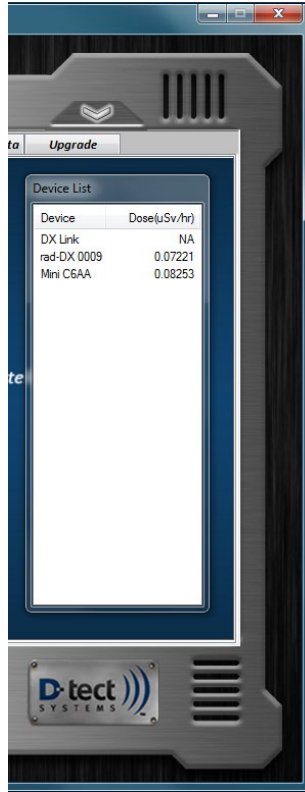 ta Upgrade
Device List
Device Dose(uSv/hr)
DX Link NA
rad-DX 0009 0.07221
Mini C6AA 0.08253
te
D-tect
SYSTEMS